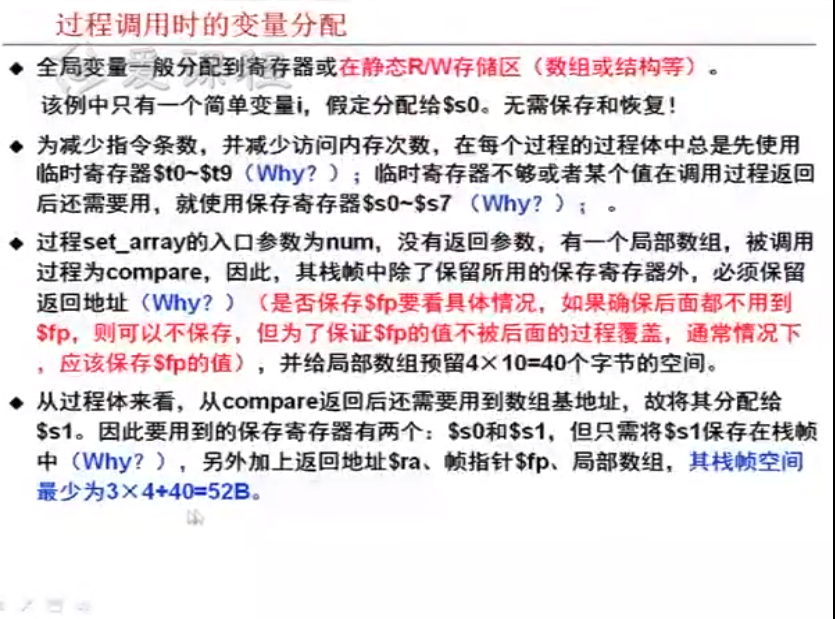 过程调用时的变量分配
爱课程
◆ 全局变量一般分配到寄存器或在静态R/W存储区（数组或结构等）。
该例中只有一个简单变量i，假定分配给$s0。无需保存和恢复！
◆ 为减少指令条数，并减少访问内存次数，在每个过程的过程体中总是先使用
临时寄存器$t0~$t9（Why？）；临时寄存器不够或者某个值在调用过程返回
后还需要用，就使用保存寄存器$s0~$s7 （Why？）；。
◆ 过程set_array的入口参数为num，没有返回参数，有一个局部数组，被调用
过程为compare，因此，其栈帧中除了保留所用的保存寄存器外，必须保留
返回地址（Why？）（是否保存$fp要看具体情况，如果确保后面都不用到
$fp，则可以不保存，但为了保证$fp的值不被后面的过程覆盖，通常情况下
，应该保存$fp的值），并给局部数组预留4×10=40个字节的空间。
◆ 从过程体来看，从compare返回后还需要用到数组基地址，故将其分配给
$s1。因此要用到的保存寄存器有两个：$s0和$s1，但只需将$s1保存在栈帧
中（Why？），另外加上返回地址$ra、帧指针$fp、局部数组，其栈帧空间
最少为3×4+40=52B。